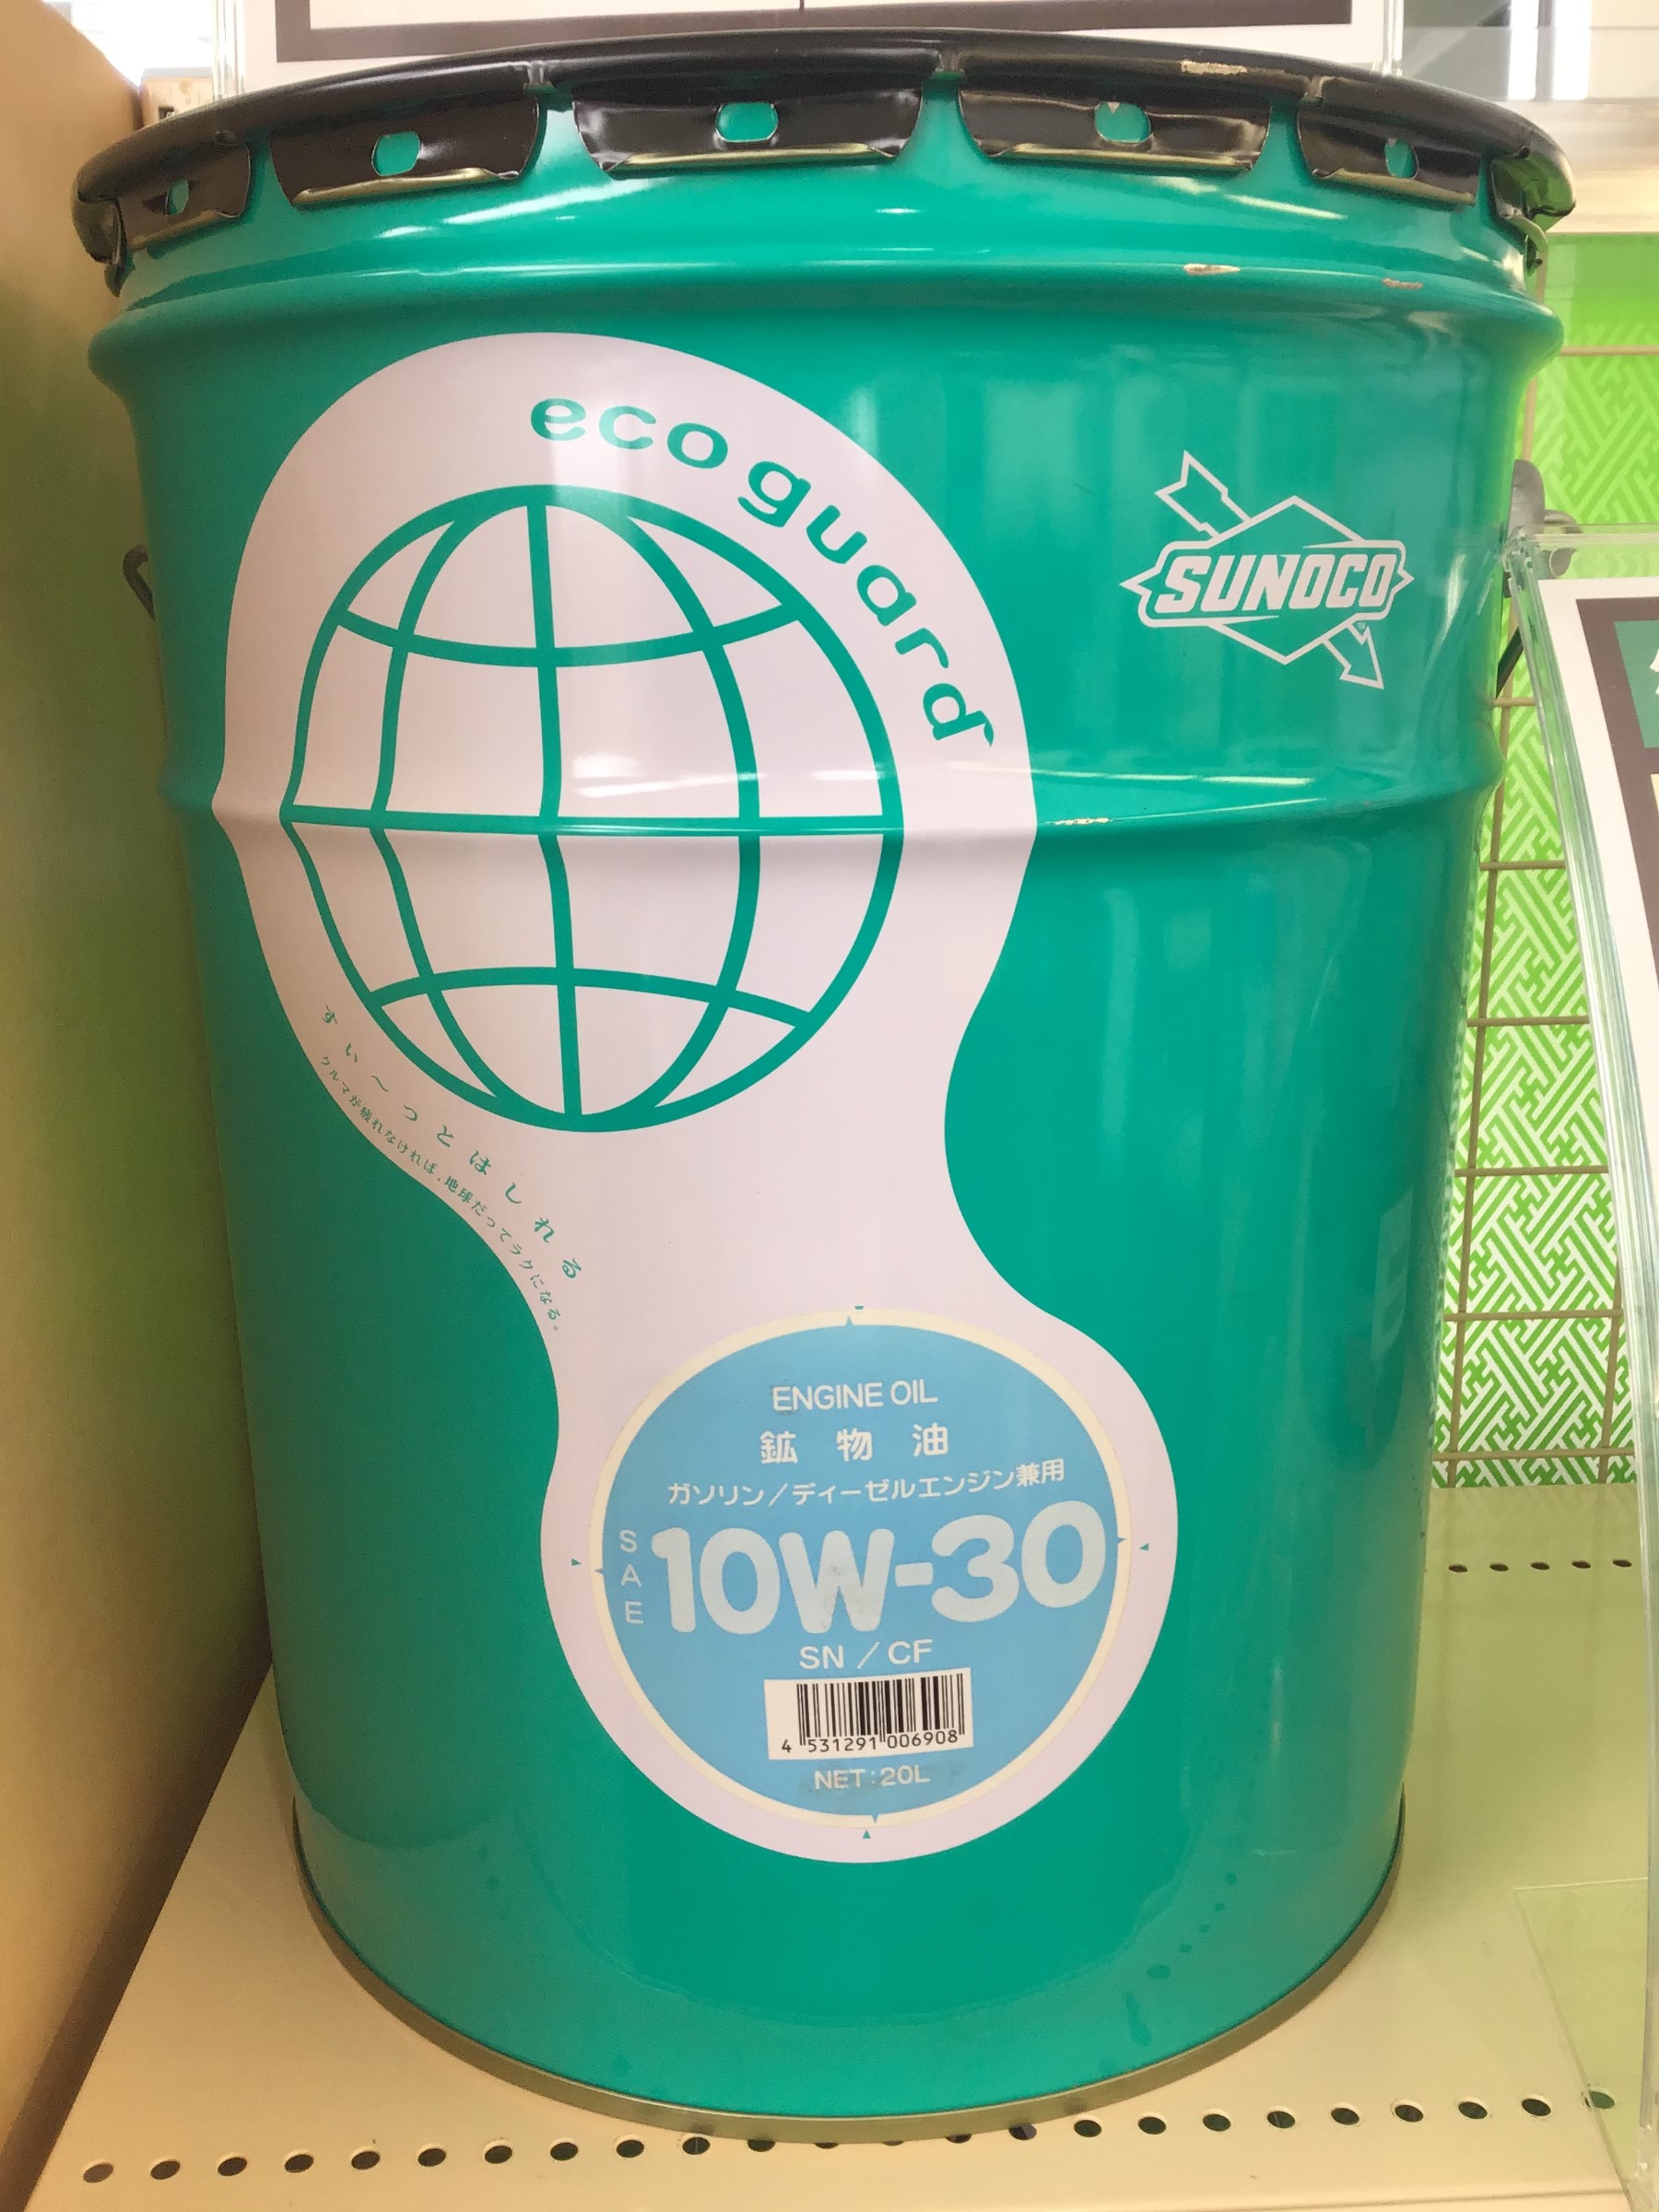 eco guard
SUNOCO
すい〜っとはしれる
クルマが疲れなければ、地球だってラクになる。
ENGINE OIL
鉱物油
ガソリン／ディーゼルエンジン兼用
SAE
10W-30
SN／CF
4 531291 006908
NET：20L